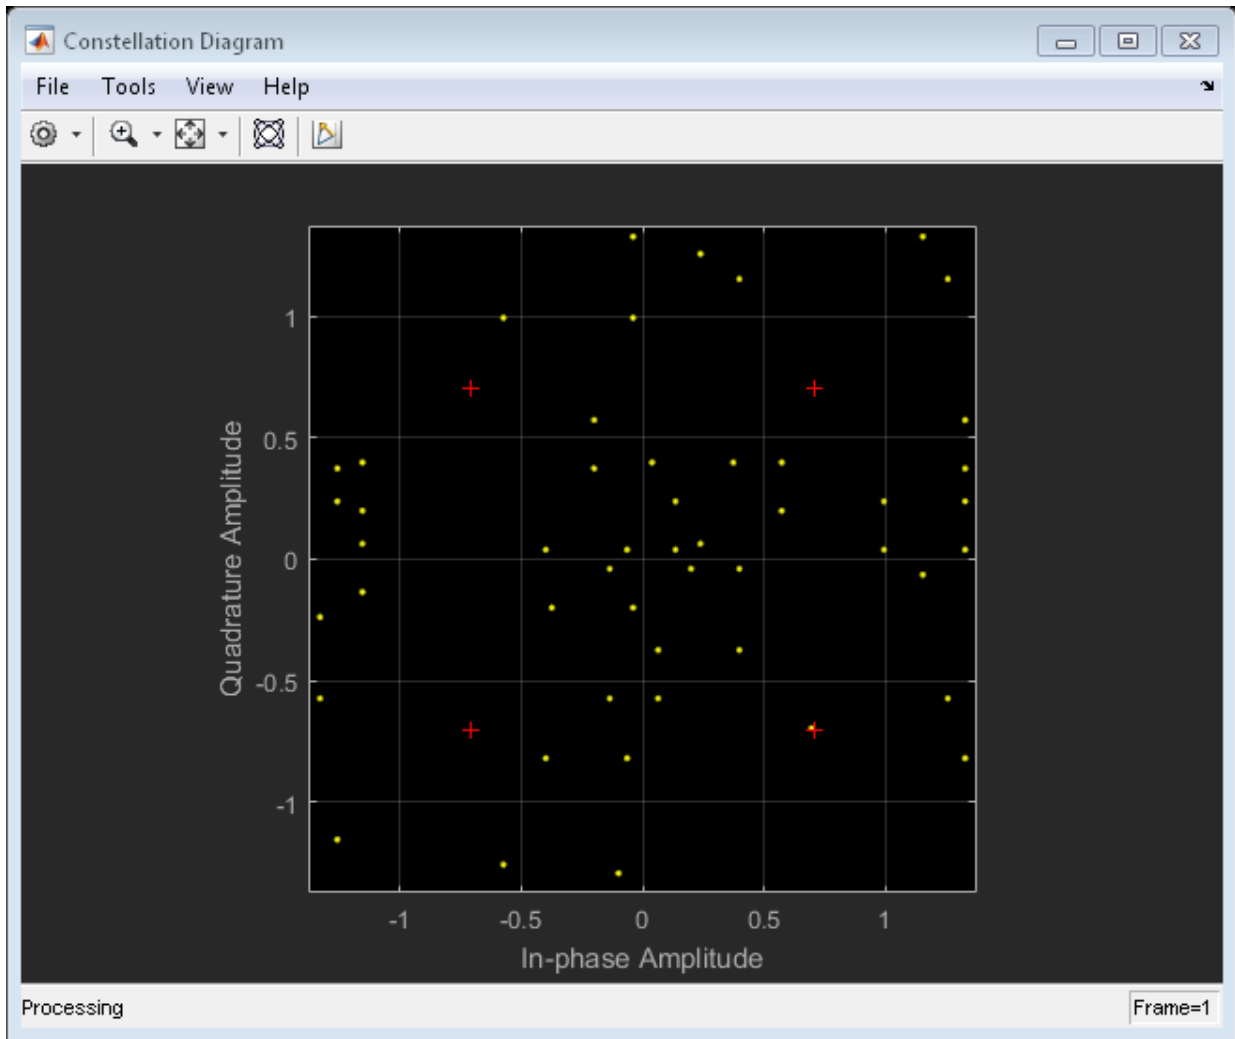 Constellation Diagram
File Tools View Help
1
0.5
0
-0.5
-1
Quadrature Amplitude
-1 -0.5 0 0.5 1
In-phase Amplitude
Processing Frame=1